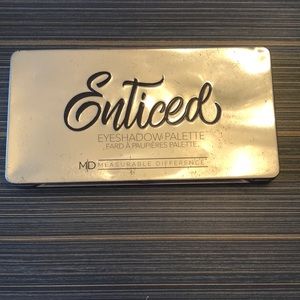 Enticed
EYESHADOW PALETTE
FARD À PAUPIÈRES PALETTE
MD MEASURABLE DIFFERENCE